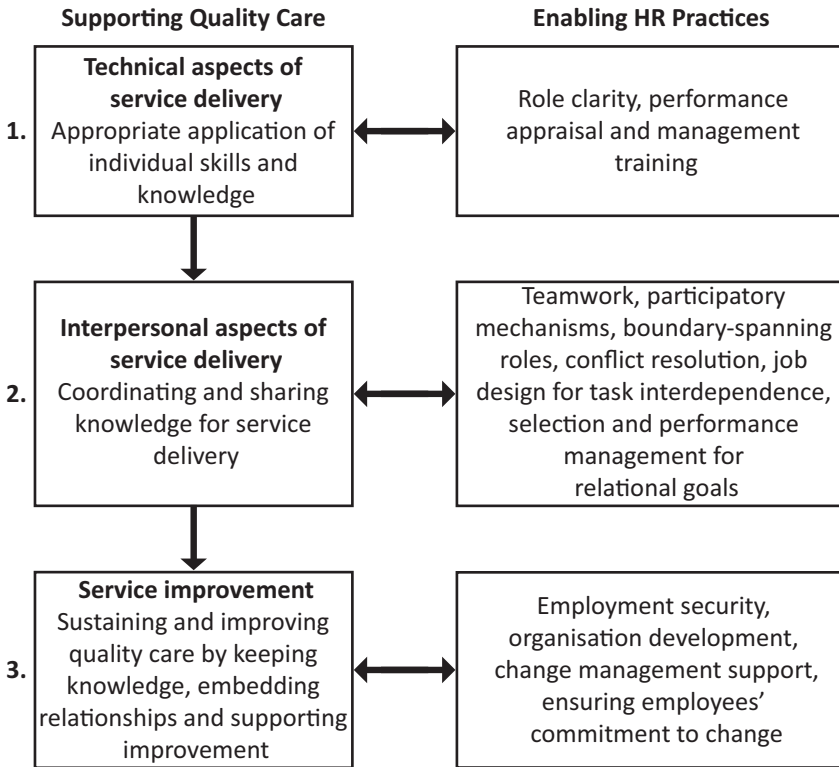 Supporting Quality Care
Enabling HR Practices
1.
Technical aspects of
service delivery
Appropriate application of
individual skills and
knowledge
Role clarity, performance
appraisal and management
training
2.
Interpersonal aspects of
service delivery
Coordinating and sharing
knowledge for service
delivery
Teamwork, participatory
mechanisms, boundary-spanning
roles, conflict resolution, job
design for task interdependence,
selection and performance
management for
relational goals
3.
Service improvement
Sustaining and improving
quality care by keeping
knowledge, embedding
relationships and supporting
improvement
Employment security,
organisation development,
change management support,
ensuring employees’
commitment to change